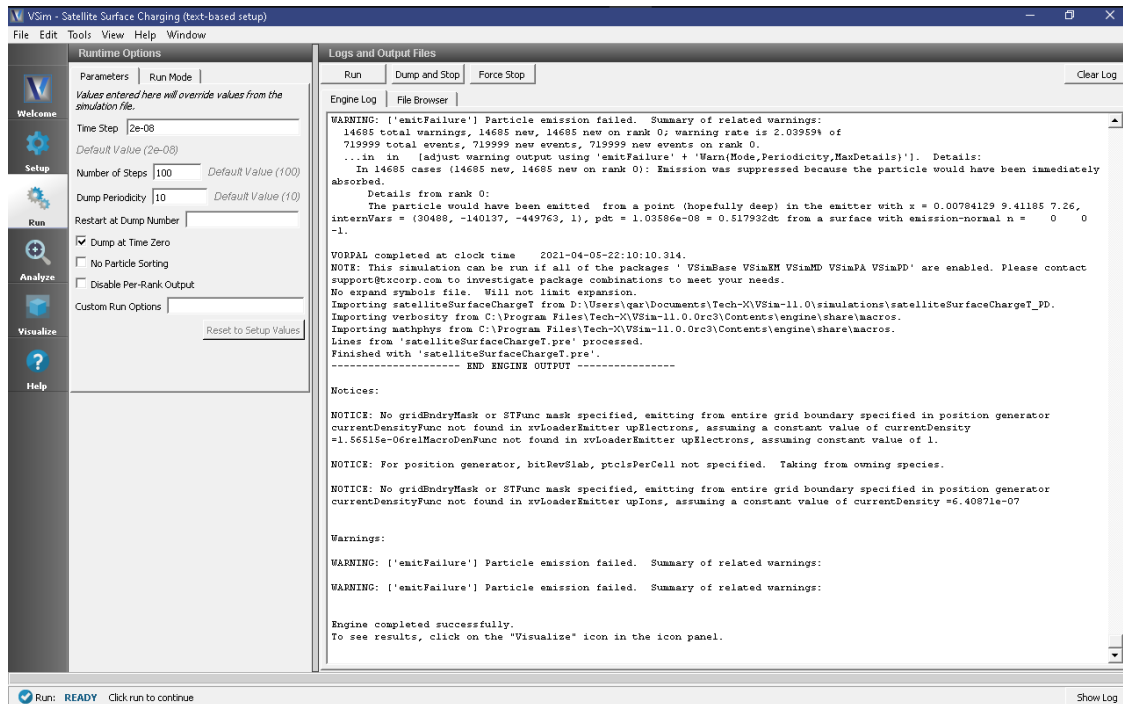 VSim - Satellite Surface Charging (text-based setup)
File Edit Tools View Help Window
Runtime Options
Parameters
Run Mode
Values entered here will override values from the
simulation file.
Time Step 2e-08
Default Value (2e-08)
Number of Steps 100 Default Value (100)
Dump Periodicity 10 Default Value (10)
Restart at Dump Number
Dump at Time Zero
No Particle Sorting
Disable Per-Rank Output
Custom Run Options
Reset to Setup Values
Welcome
Setup
Run
Analyze
Visualize
Help
Logs and Output Files
Run Dump and Stop Force Stop Clear Log
Engine Log File Browser
WARNING: ['emitFailure'] Particle emission failed. Summary of related warnings:
14685 total warnings, 14685 new, 14685 new on rank 0; warning rate is 2.03959% of
719999 total events, 719999 new events, 719999 new events on rank 0.
...in in [adjust warning output using 'emitFailure' + 'Warn{Mode,Periodicity,MaxDetails}']. Details:
In 14685 cases (14685 new, 14685 new on rank 0): Emission was suppressed because the particle would have been immediately
absorbed.
Details from rank 0:
The particle would have been emitted from a point (hopefully deep) in the emitter with x = 0.00784129 9.41185 7.26,
internVars = (30488, -140137, -449763, 1), pdt = 1.03586e-08 = 0.517932dt from a surface with emission-normal n = 0 0
-1.
VORPAL completed at clock time 2021-04-05-22:10:10.314.
NOTE: This simulation can be run if all of the packages ' VSimBase VSimEM VSimMD VSimPA VSimPD' are enabled. Please contact
support@txcorp.com to investigate package combinations to meet your needs.
No expand symbols file. Will not limit expansion.
Importing satelliteSurfaceChargeT from D:\Users\qar\Documents\Tech-X\VSim-11.0\simulations\satelliteSurfaceChargeT_PD.
Importing verbosity from C:\Program Files\Tech-X\VSim-11.0.0rc3\Contents\engine\share\macros.
Importing mathphys from C:\Program Files\Tech-X\VSim-11.0.0rc3\Contents\engine\share\macros.
Lines from 'satelliteSurfaceChargeT.pre' processed.
Finished with 'satelliteSurfaceChargeT.pre'.
--------------------- END ENGINE OUTPUT ----------------
Notices:
NOTICE: No gridBndryMask or STFunc mask specified, emitting from entire grid boundary specified in position generator
currentDensityFunc not found in xvLoaderEmitter upElectrons, assuming a constant value of currentDensity
=1.56515e-06relMacroDenFunc not found in xvLoaderEmitter upElectrons, assuming constant value of 1.
NOTICE: For position generator, bitRevSlab, ptclsPerCell not specified. Taking from owning species.
NOTICE: No gridBndryMask or STFunc mask specified, emitting from entire grid boundary specified in position generator
currentDensityFunc not found in xvLoaderEmitter upIons, assuming a constant value of currentDensity =6.40871e-07
Warnings:
WARNING: ['emitFailure'] Particle emission failed. Summary of related warnings:
WARNING: ['emitFailure'] Particle emission failed. Summary of related warnings:
Engine completed successfully.
To see results, click on the "Visualize" icon in the icon panel.
Run: READY Click run to continue
Show Log